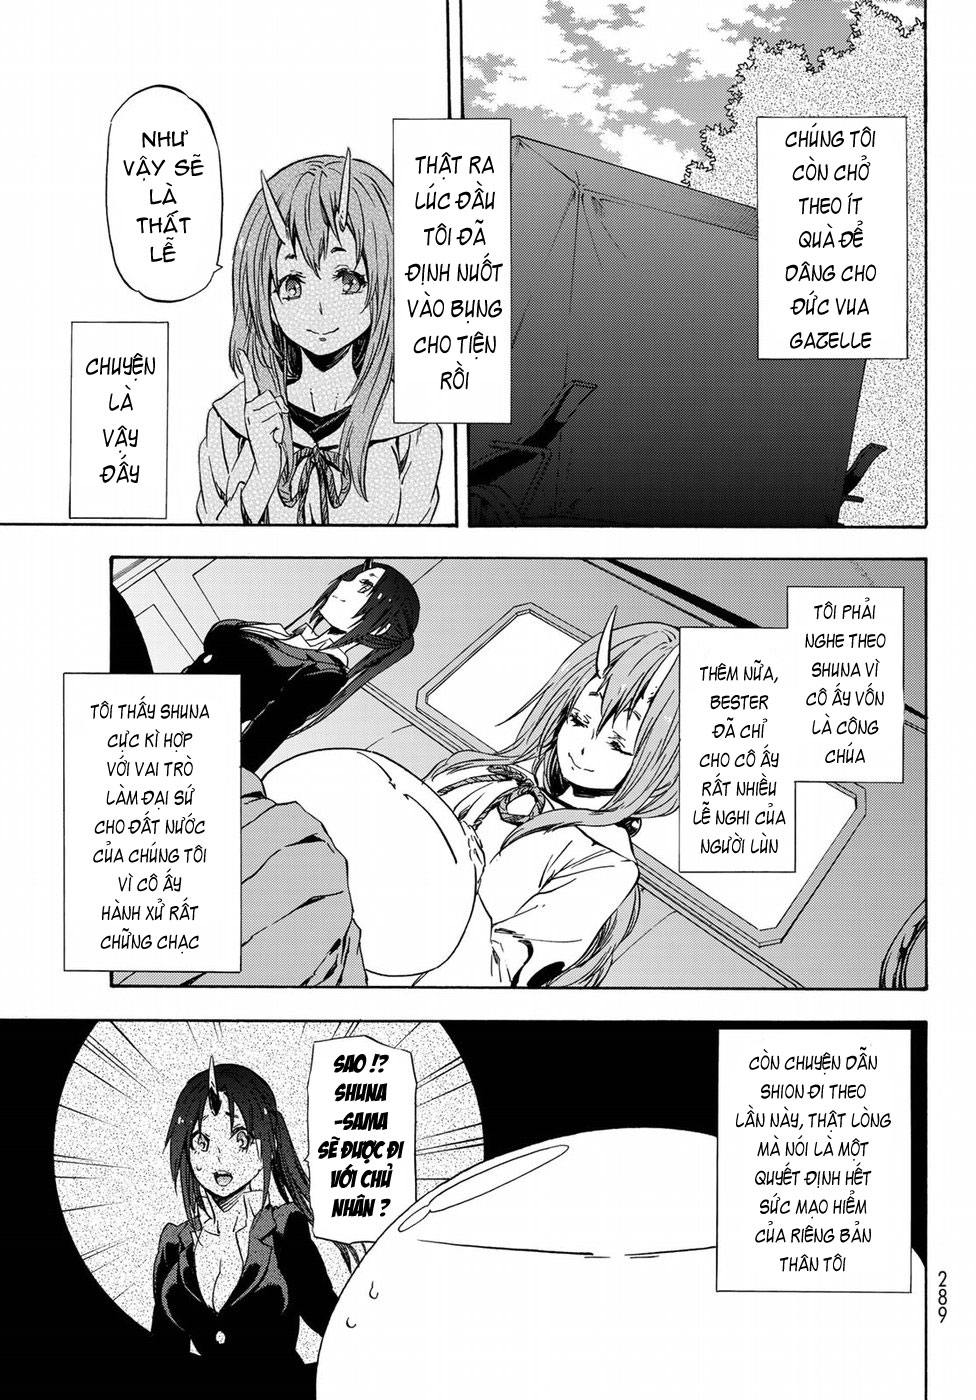 CHÚNG TÔI
CÒN CHỞ
THEO ÍT
QUÀ ĐỂ
DÂNG CHO
ĐỨC VUA
GAZELLE
THẬT RA
LÚC ĐẦU
TÔI ĐÃ
ĐỊNH NUỐT
VÀO BỤNG
CHO TIỆN
RỒI
NHƯ
VẬY SẼ
LÀ
THẤT
LỄ
CHUYỆN
LÀ
VẬY
ĐẤY
TÔI PHẢI
NGHE THEO
SHUNA VÌ
CÔ ẤY VỐN
LÀ CÔNG
CHÚA
THÊM NỮA,
BESTER
ĐÃ CHỈ
CHO CÔ ẤY
RẤT NHIỀU
LỄ NGHI CỦA
NGƯỜI LÙN
TÔI THẤY SHUNA
CỰC KÌ HỢP
VỚI VAI TRÒ
LÀM ĐẠI SỨ
CHO ĐẤT NƯỚC
CỦA CHÚNG TÔI
VÌ CÔ ẤY
HÀNH XỬ RẤT
CHỮNG CHẠC
CÒN CHUYỆN DẪN
SHION ĐI THEO
LẦN NÀY, THẬT LÒNG
MÀ NÓI LÀ MỘT
QUYẾT ĐỊNH HẾT
SỨC MẠO HIỂM
CỦA RIÊNG BẢN
THÂN TÔI
SAO !?
SHUNA
-SAMA
SẼ ĐƯỢC ĐI
VỚI CHỦ
NHÂN ?
289